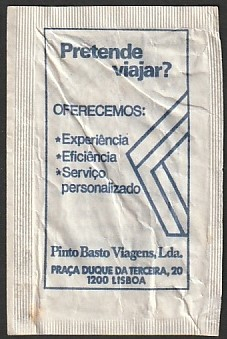 Pretende
viajar?
OFERECEMOS:
*Experiência
*Eficiência
*Serviço
personalizado
Pinto Basto Viagens, Lda.
PRAÇA DUQUE DA TERCEIRA, 20
1200 LISBOA